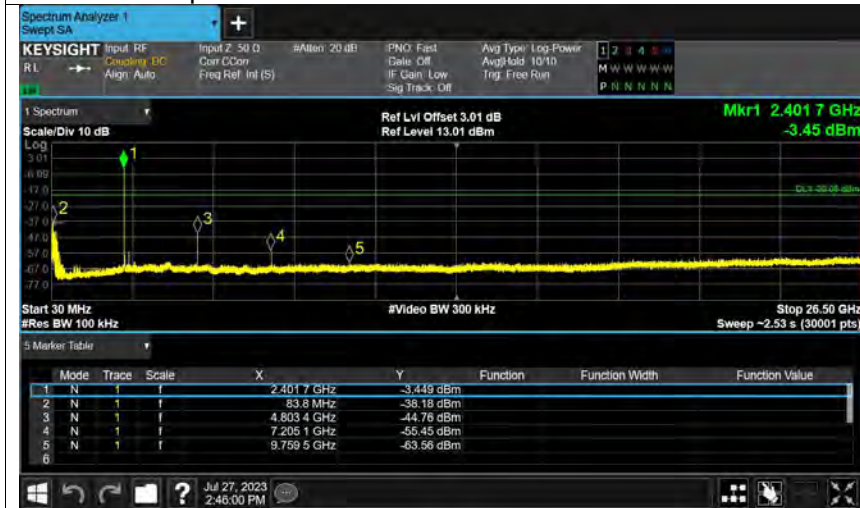 Spectrum Analyzer 1
Swept SA
+
KEYSIGHT Input: RF Input Z: 50 Ω #Atten: 20 dB PNO: Fast Avg Type: Log-Power 1 2 3 4 5 6
RL Coupling: DC Corr CCorr Gate: Off Avg|Hold: 10/10 M W W W W W
Align: Auto Freq Ref: Int (S) IF Gain: Low Trig: Free Run
Sig Track: Off P N N N N N
1 Spectrum
Ref Lvl Offset 3.01 dB Mkr1 2.401 7 GHz
Scale/Div 10 dB Ref Level 13.01 dBm -3.45 dBm
Log
3.01 1
-6.99
-17.0
-27.0 2
-37.0 3
-47.0 4
-57.0 5
-67.0
-77.0
Start 30 MHz #Video BW 300 kHz Stop 26.50 GHz
#Res BW 100 kHz Sweep ~2.53 s (30001 pts)
5 Marker Table
Mode Trace Scale X Y Function Function Width Function Value
1 N 1 f 2.401 7 GHz -3.449 dBm
2 N 1 f 83.8 MHz -38.18 dBm
3 N 1 f 4.803 4 GHz -44.76 dBm
4 N 1 f 7.205 1 GHz -55.45 dBm
5 N 1 f 9.759 5 GHz -63.56 dBm
6
? Jul 27, 2023
2:46:00 PM